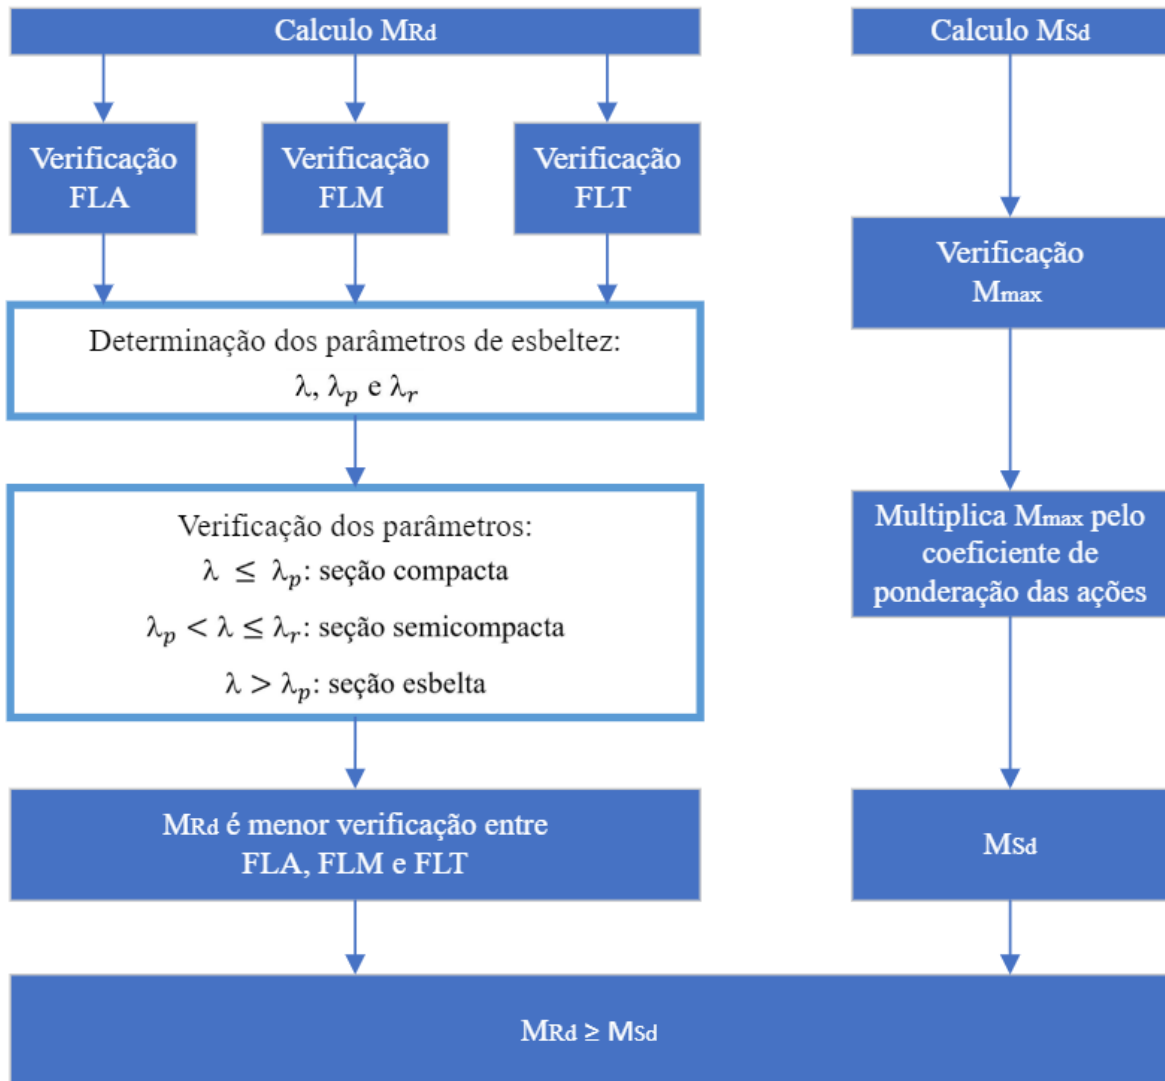 Calculo MRd
Calculo MSd
Verificação
FLA
Verificação
FLM
Verificação
FLT
Verificação
Mmax
Determinação dos parâmetros de esbeltez:
λ, λp e λr
Verificação dos parâmetros:
λ ≤ λp: seção compacta
λp < λ ≤ λr: seção semicompacta
λ > λp: seção esbelta
Multiplica Mmax pelo
coeficiente de
ponderação das ações
MRd é menor verificação entre
FLA, FLM e FLT
MSd
MRd ≥ MSd